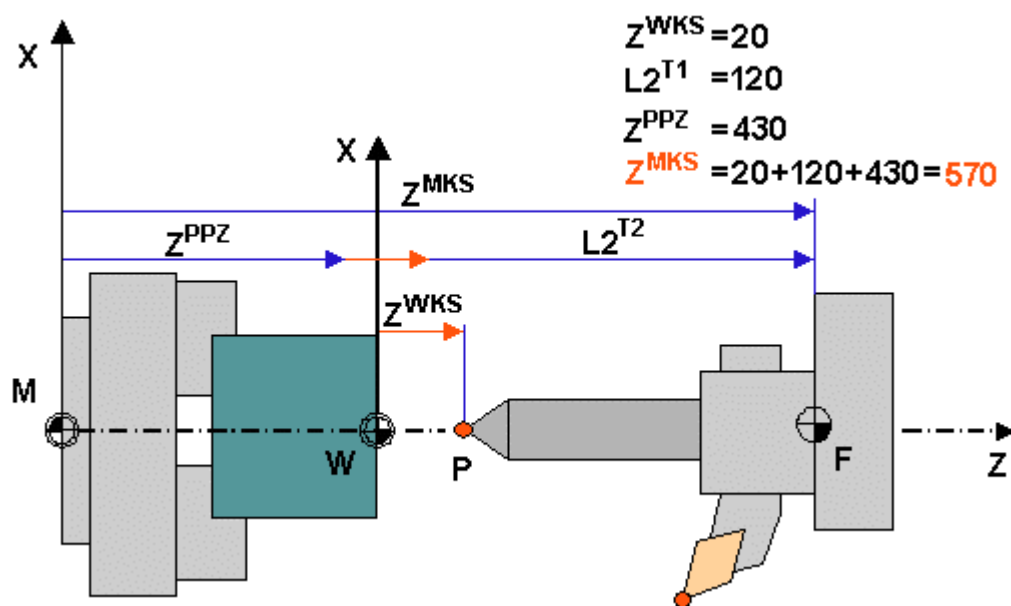 Z^WKS =20
L2^T1 =120
Z^PPZ =430
Z^MKS =20+120+430=570
X
X
Z^MKS
Z^PPZ
L2^T2
Z^WKS
M
W
P
F
Z